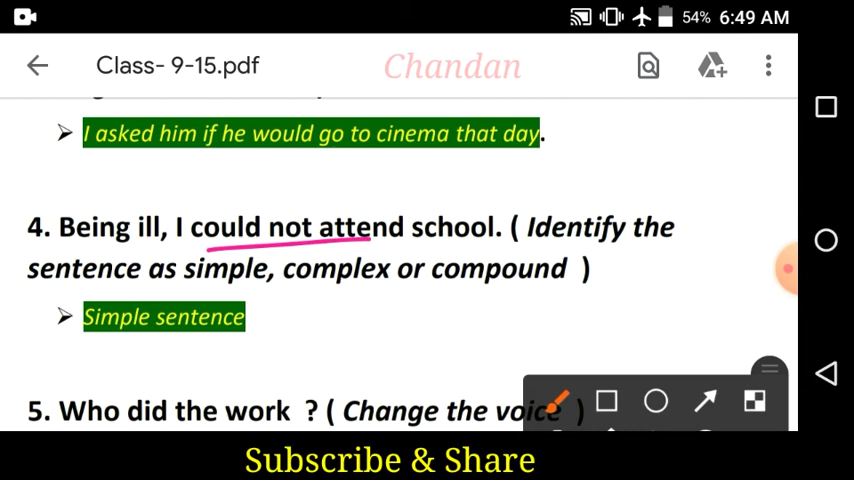 54% 6:49 AM
Class- 9-15.pdf
Chandan
I asked him if he would go to cinema that day.
4. Being ill, I could not attend school. ( Identify the
sentence as simple, complex or compound )
Simple sentence
5. Who did the work ? ( Change the voice )
Subscribe & Share